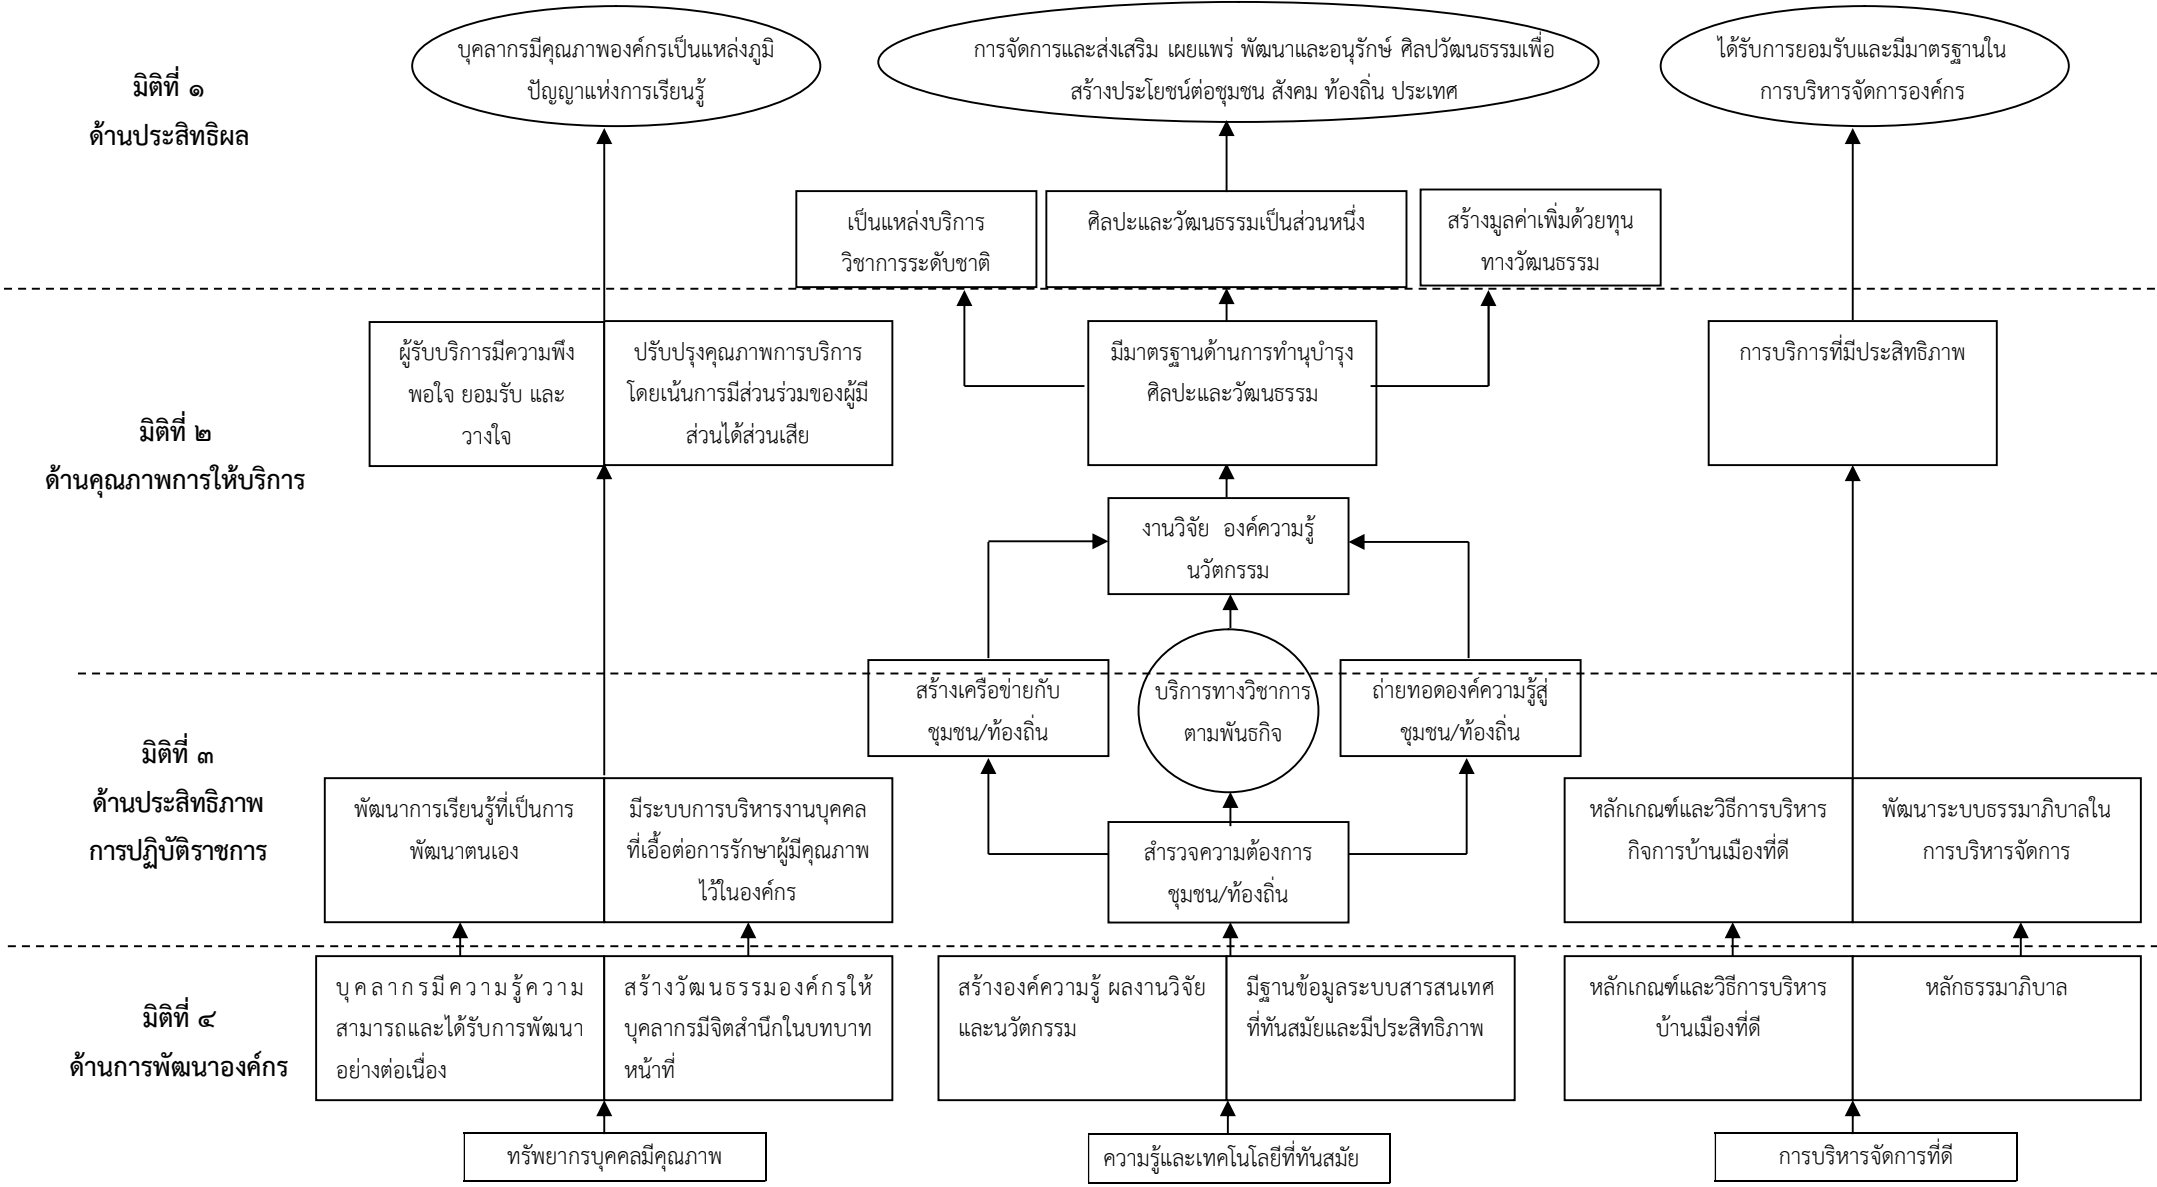 มิติที่ ๑
ด้านประสิทธิผล
บุคลากรมีคุณภาพองค์กรเป็นแหล่งภูมิ
ปัญญาแห่งการเรียนรู้
การจัดการและส่งเสริม เผยแพร่ พัฒนาและอนุรักษ์ ศิลปวัฒนธรรมเพื่อ
สร้างประโยชน์ต่อชุมชน สังคม ท้องถิ่น ประเทศ
ได้รับการยอมรับและมีมาตรฐานใน
การบริหารจัดการองค์กร
เป็นแหล่งบริการ
วิชาการระดับชาติ
ศิลปะและวัฒนธรรมเป็นส่วนหนึ่ง
สร้างมูลค่าเพิ่มด้วยทุน
ทางวัฒนธรรม
มิติที่ ๒
ด้านคุณภาพการให้บริการ
ผู้รับบริการมีความพึง
พอใจ ยอมรับ และ
วางใจ
ปรับปรุงคุณภาพการบริการ
โดยเน้นการมีส่วนร่วมของผู้มี
ส่วนได้ส่วนเสีย
มีมาตรฐานด้านการทำนุบำรุง
ศิลปะและวัฒนธรรม
การบริการที่มีประสิทธิภาพ
งานวิจัย องค์ความรู้
นวัตกรรม
มิติที่ ๓
ด้านประสิทธิภาพ
การปฏิบัติราชการ
สร้างเครือข่ายกับ
ชุมชน/ท้องถิ่น
บริการทางวิชาการ
ตามพันธกิจ
ถ่ายทอดองค์ความรู้สู่
ชุมชน/ท้องถิ่น
พัฒนาการเรียนรู้ที่เป็นการ
พัฒนาตนเอง
มีระบบการบริหารงานบุคคล
ที่เอื้อต่อการรักษาผู้มีคุณภาพ
ไว้ในองค์กร
สำรวจความต้องการ
ชุมชน/ท้องถิ่น
หลักเกณฑ์และวิธีการบริหาร
กิจการบ้านเมืองที่ดี
พัฒนาระบบธรรมาภิบาลใน
การบริหารจัดการ
มิติที่ ๔
ด้านการพัฒนาองค์กร
บุคลากรมีความรู้ความ
สามารถและได้รับการพัฒนา
อย่างต่อเนื่อง
สร้างวัฒนธรรมองค์กรให้
บุคลากรมีจิตสำนึกในบทบาท
หน้าที่
สร้างองค์ความรู้ ผลงานวิจัย
และนวัตกรรม
มีฐานข้อมูลระบบสารสนเทศ
ที่ทันสมัยและมีประสิทธิภาพ
หลักเกณฑ์และวิธีการบริหาร
บ้านเมืองที่ดี
หลักธรรมาภิบาล
ทรัพยากรบุคคลมีคุณภาพ
ความรู้และเทคโนโลยีที่ทันสมัย
การบริหารจัดการที่ดี